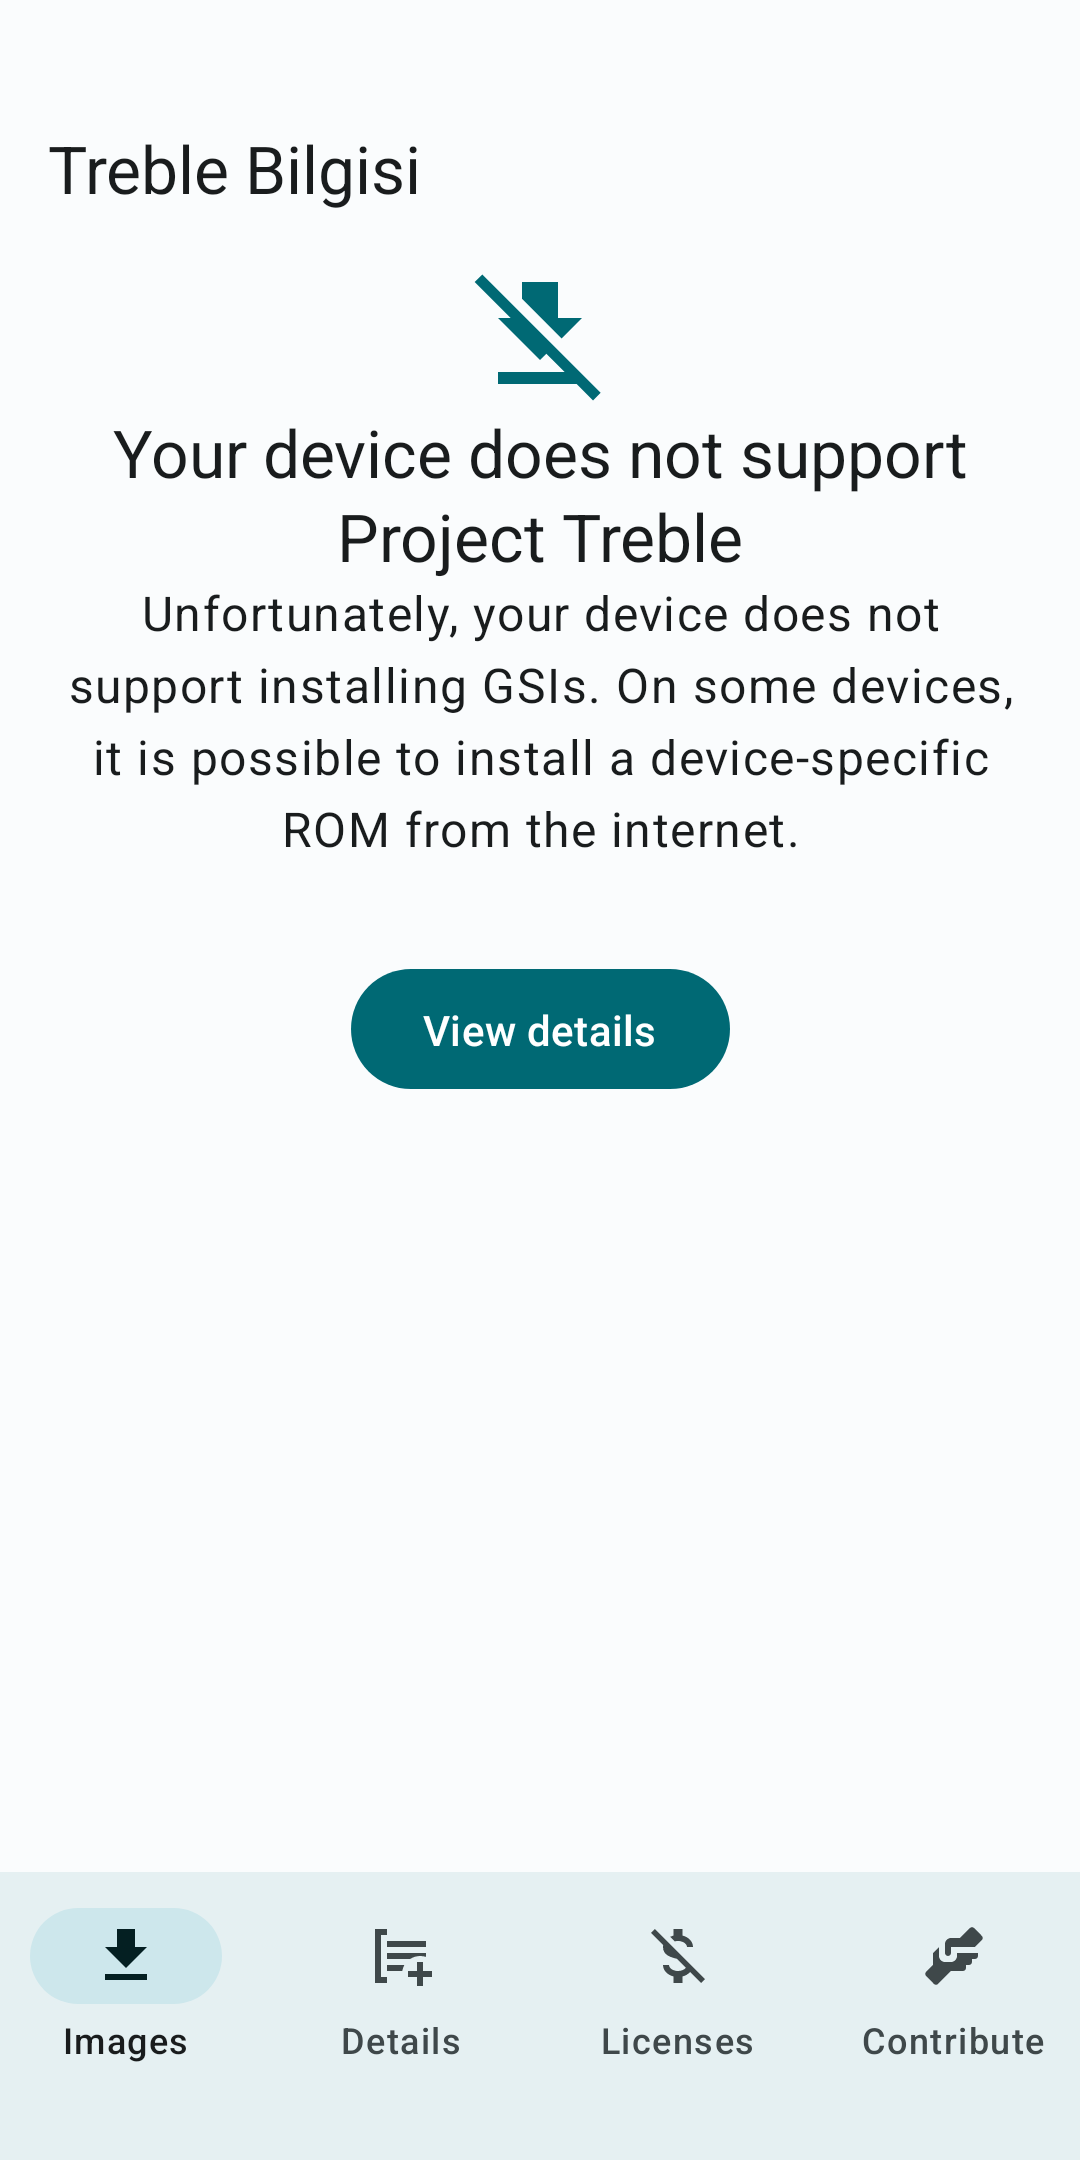 Treble Bilgisi
Your device does not support
Project Treble
Unfortunately, your device does not
support installing GSIs. On some devices,
it is possible to install a device-specific
ROM from the internet.
View details
Images
Details
Licenses
Contribute